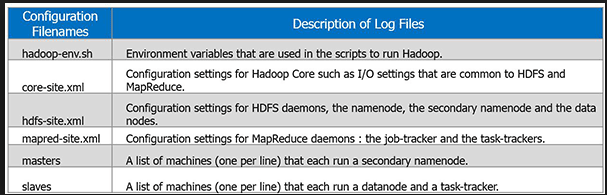 Configuration
Filenames
Description of Log Files
hadoop-env.sh
Environment variables that are used in the scripts to run Hadoop.
core-site.xml
Configuration settings for Hadoop Core such as I/O settings that are common to HDFS and
MapReduce.
hdfs-site.xml
Configuration settings for HDFS daemons, the namenode, the secondary namenode and the data
nodes.
mapred-site.xml
Configuration settings for MapReduce daemons : the job-tracker and the task-trackers.
masters
A list of machines (one per line) that each run a secondary namenode.
slaves
A list of machines (one per line) that each run a datanode and a task-tracker.